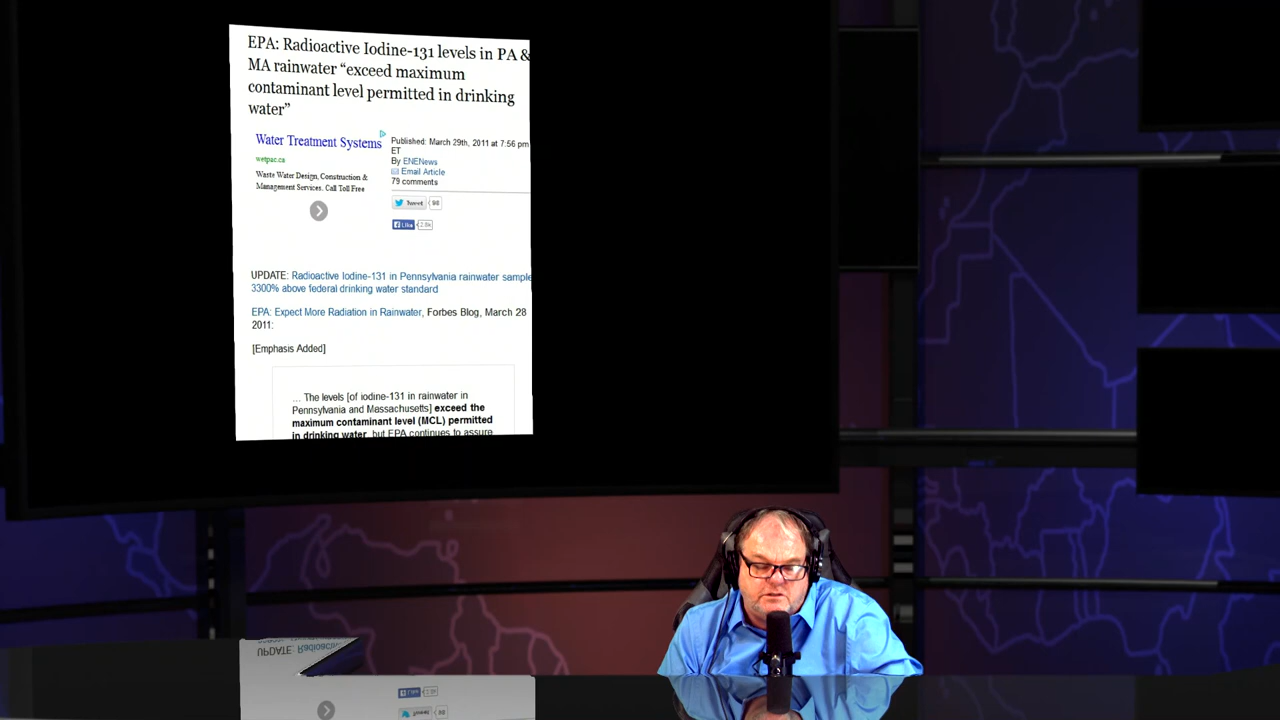 EPA: Radioactive Iodine-131 levels in PA &
MA rainwater “exceed maximum
contaminant level permitted in drinking
water”
Water Treatment Systems
wetpac.ca
Waste Water Design, Construction &
Management Services. Call Toll Free
Published: March 29th, 2011 at 7:56 pm
ET
By ENENews
Email Article
79 comments
Tweet 98
Like
UPDATE: Radioactive Iodine-131 in Pennsylvania rainwater sample
3300% above federal drinking water standard
EPA: Expect More Radiation in Rainwater, Forbes Blog, March 28
2011:
[Emphasis Added]
... The levels [of iodine-131 in rainwater in
Pennsylvania and Massachusetts] exceed the
maximum contaminant level (MCL) permitted
in drinking water, but EPA continues to assure